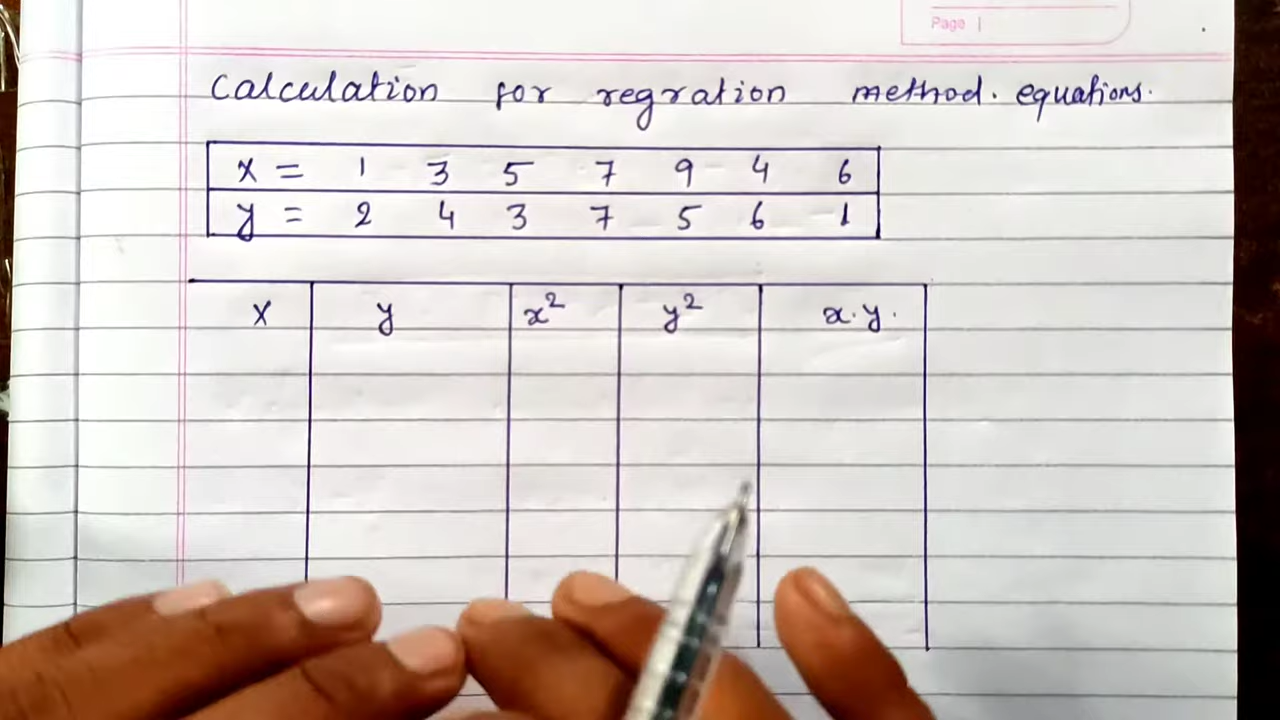 Page |
Calculation for regration method. equations.
x = 1 3 5 7 9 4 6
y = 2 4 3 7 5 6 1
x y x² y² x.y.